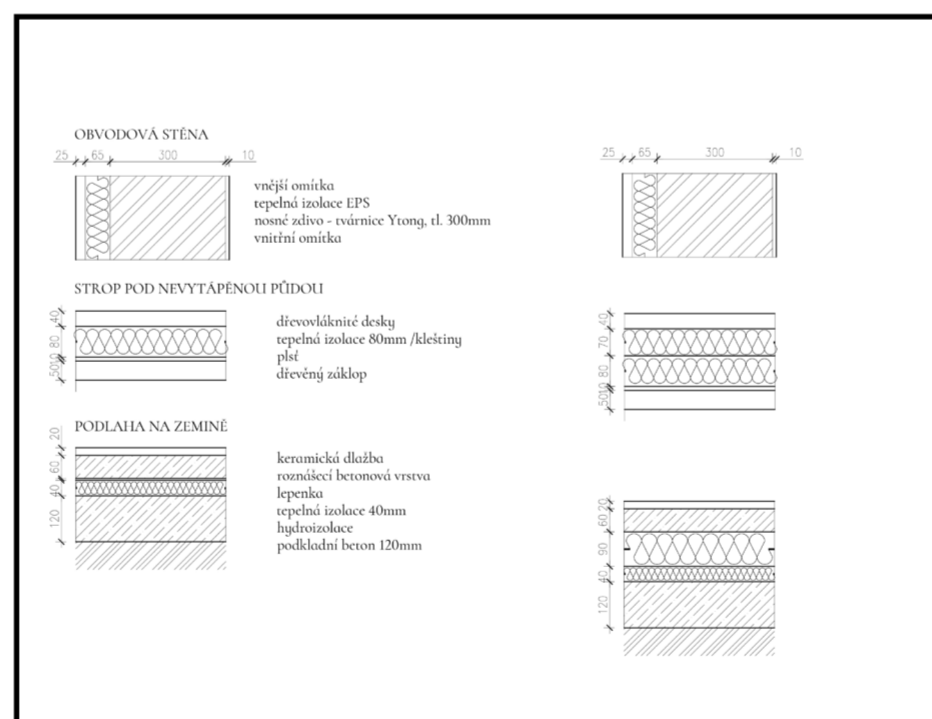 OBVODOVÁ STĚNA
25 65 300 10
25 65 300 10
vnější omítka
tepelná izolace EPS
nosné zdivo - tvárnice Ytong, tl. 300mm
vnitřní omítka
STROP POD NEVYTÁPĚNOU PŮDOU
40
80
10
50
dřevovláknité desky
tepelná izolace 80mm /kleštiny
plsť
dřevěný záklop
40
70
80
10
50
PODLAHA NA ZEMINĚ
20
60
40
120
keramická dlažba
roznášecí betonová vrstva
lepenka
tepelná izolace 40mm
hydroizolace
podkladní beton 120mm
20
60
90
40
120